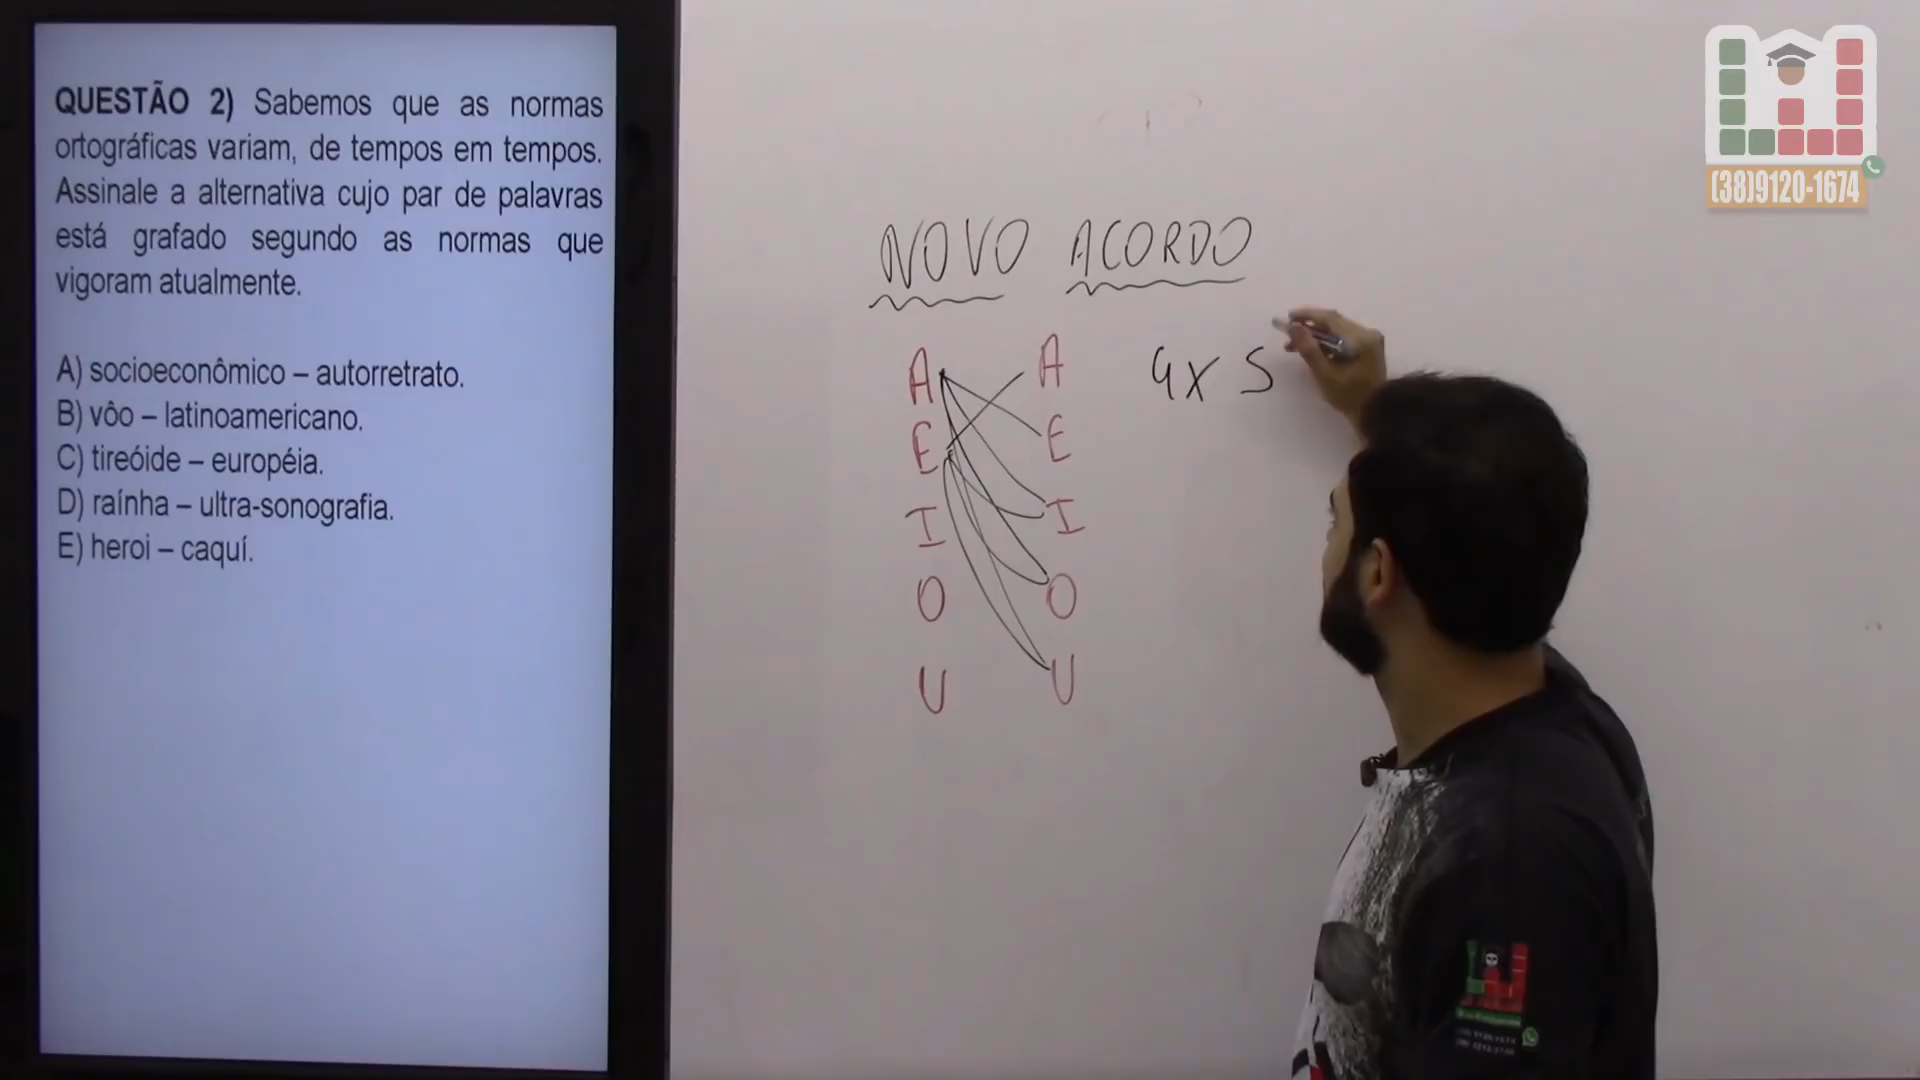 QUESTÃO 2) Sabemos que as normas
ortográficas variam, de tempos em tempos.
Assinale a alternativa cujo par de palavras
está grafado segundo as normas que
vigoram atualmente.
A) socioeconômico – autorretrato.
B) vôo – latinoamericano.
C) tireóide – européia.
D) raínha – ultra-sonografia.
E) heroi – caquí.
NOVO ACORDO
A A 4x5
E E
I I
O O
U U
(38)9120-1674